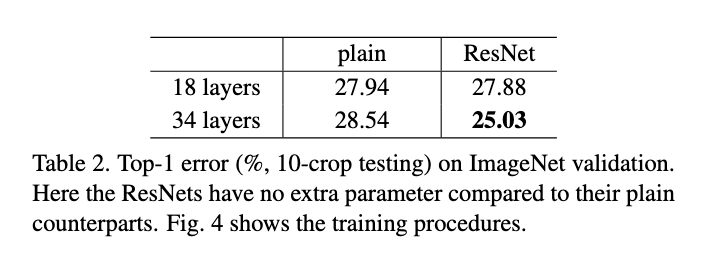 plain ResNet
18 layers 27.94 27.88
34 layers 28.54 25.03
Table 2. Top-1 error (%, 10-crop testing) on ImageNet validation.
Here the ResNets have no extra parameter compared to their plain
counterparts. Fig. 4 shows the training procedures.